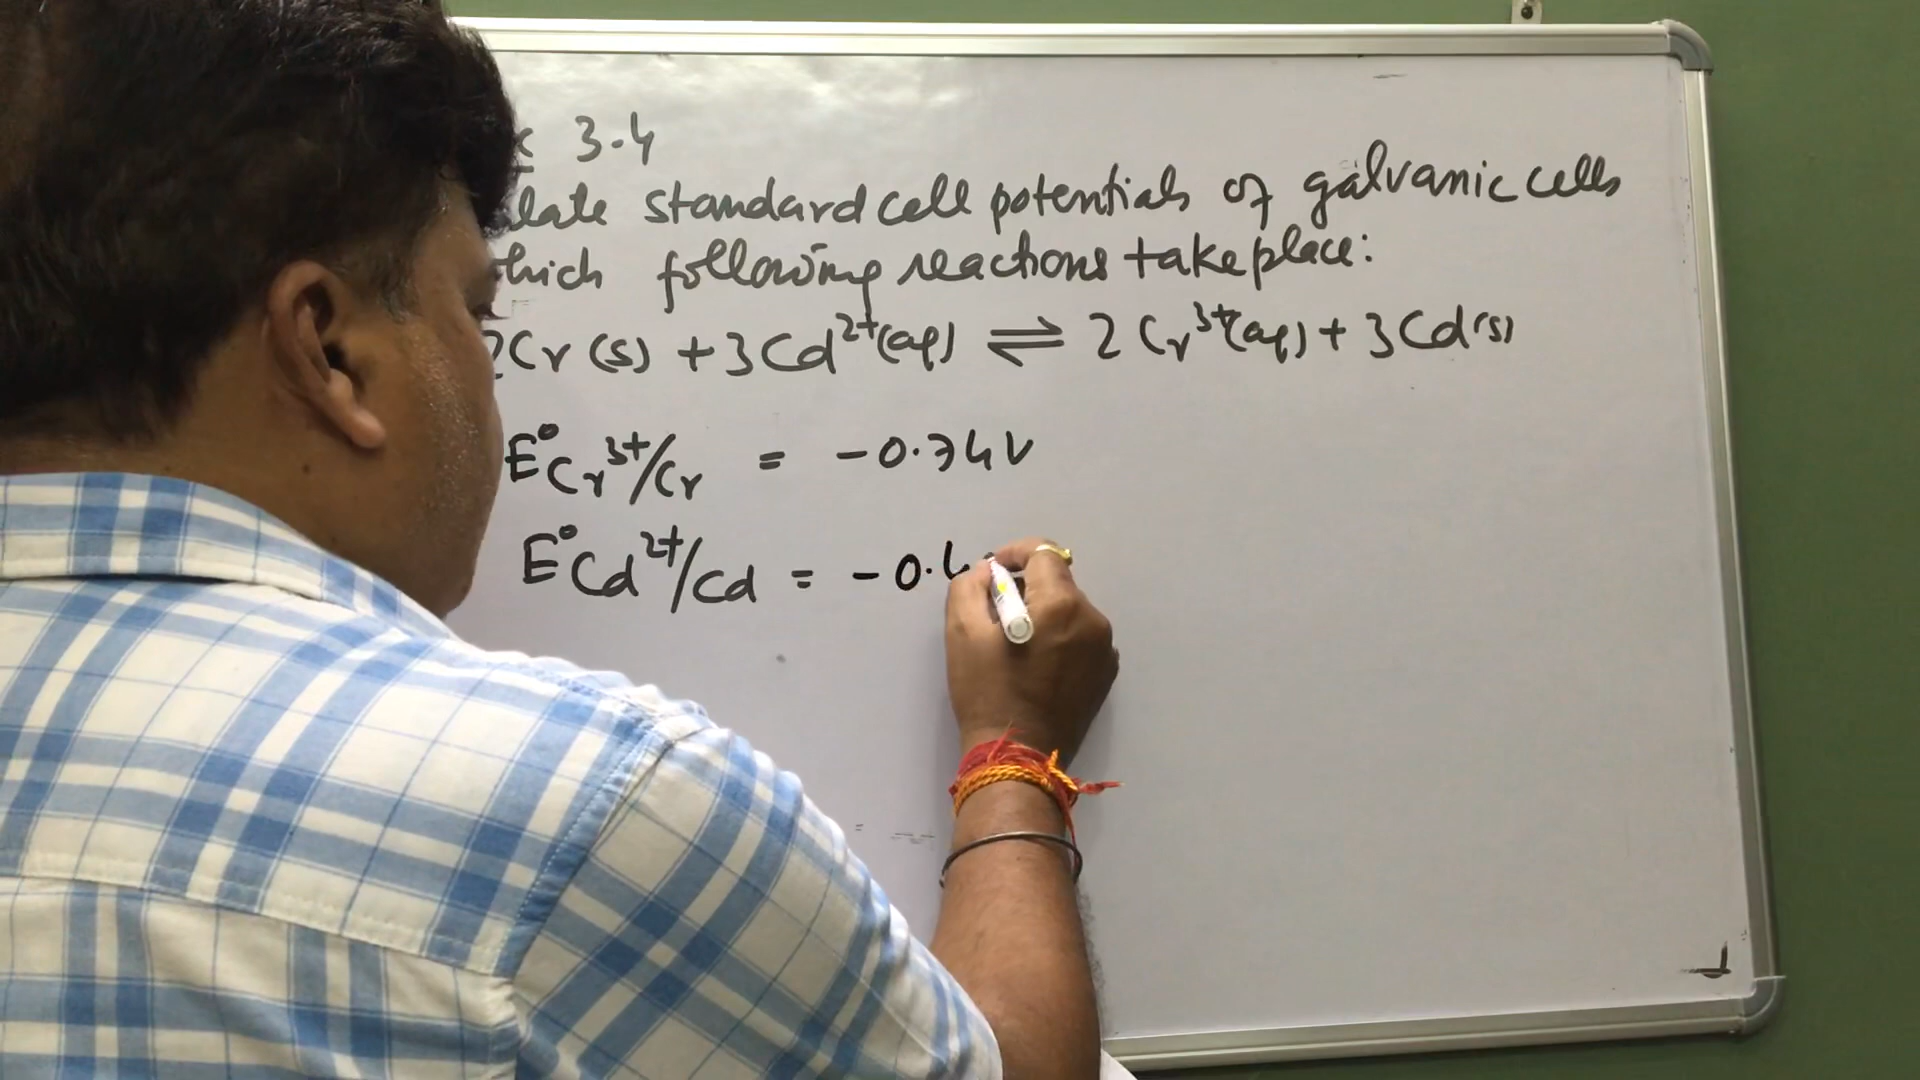 3.4
standard cell potentials of galvanic cells
following reactions take place:
2Cr(s) + 3Cd²⁺(aq) ⇌ 2Cr³⁺(aq) + 3Cd(s)
E°Cr³⁺/Cr = -0.74V
E°Cd²⁺/Cd = -0.4